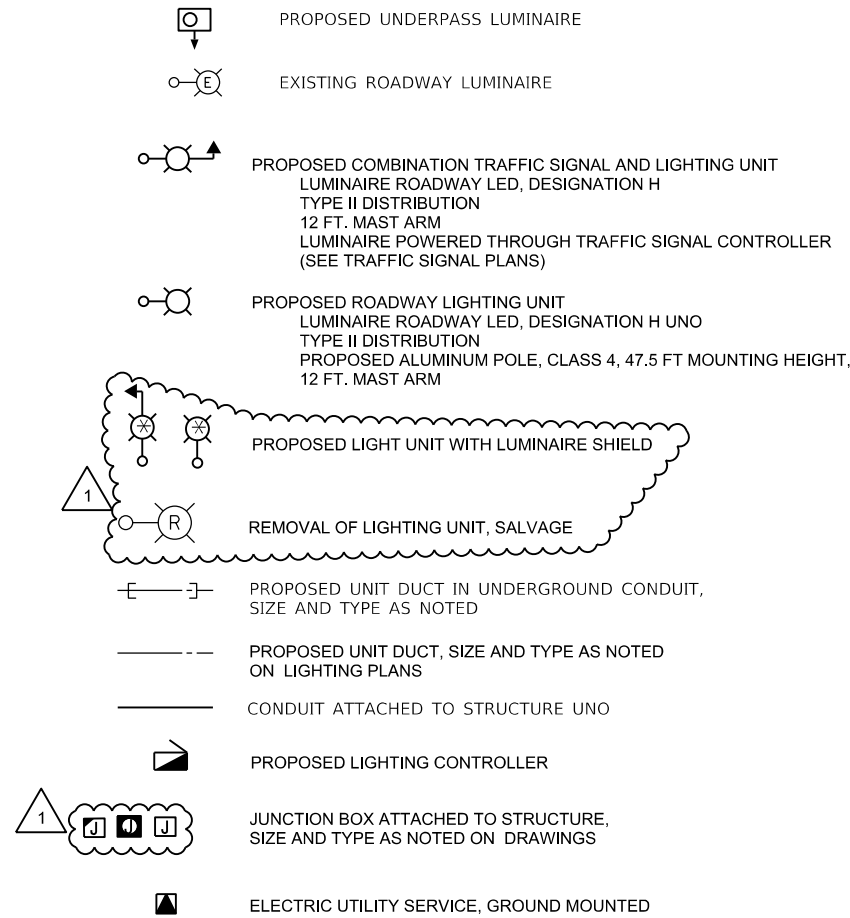 PROPOSED UNDERPASS LUMINAIRE
E EXISTING ROADWAY LUMINAIRE
PROPOSED COMBINATION TRAFFIC SIGNAL AND LIGHTING UNIT
LUMINAIRE ROADWAY LED, DESIGNATION H
TYPE II DISTRIBUTION
12 FT. MAST ARM
LUMINAIRE POWERED THROUGH TRAFFIC SIGNAL CONTROLLER
(SEE TRAFFIC SIGNAL PLANS)
PROPOSED ROADWAY LIGHTING UNIT
LUMINAIRE ROADWAY LED, DESIGNATION H UNO
TYPE II DISTRIBUTION
PROPOSED ALUMINUM POLE, CLASS 4, 47.5 FT MOUNTING HEIGHT,
12 FT. MAST ARM
PROPOSED LIGHT UNIT WITH LUMINAIRE SHIELD
1
R REMOVAL OF LIGHTING UNIT, SALVAGE
PROPOSED UNIT DUCT IN UNDERGROUND CONDUIT,
SIZE AND TYPE AS NOTED
PROPOSED UNIT DUCT, SIZE AND TYPE AS NOTED
ON LIGHTING PLANS
CONDUIT ATTACHED TO STRUCTURE UNO
PROPOSED LIGHTING CONTROLLER
1
J J J JUNCTION BOX ATTACHED TO STRUCTURE,
SIZE AND TYPE AS NOTED ON DRAWINGS
ELECTRIC UTILITY SERVICE, GROUND MOUNTED